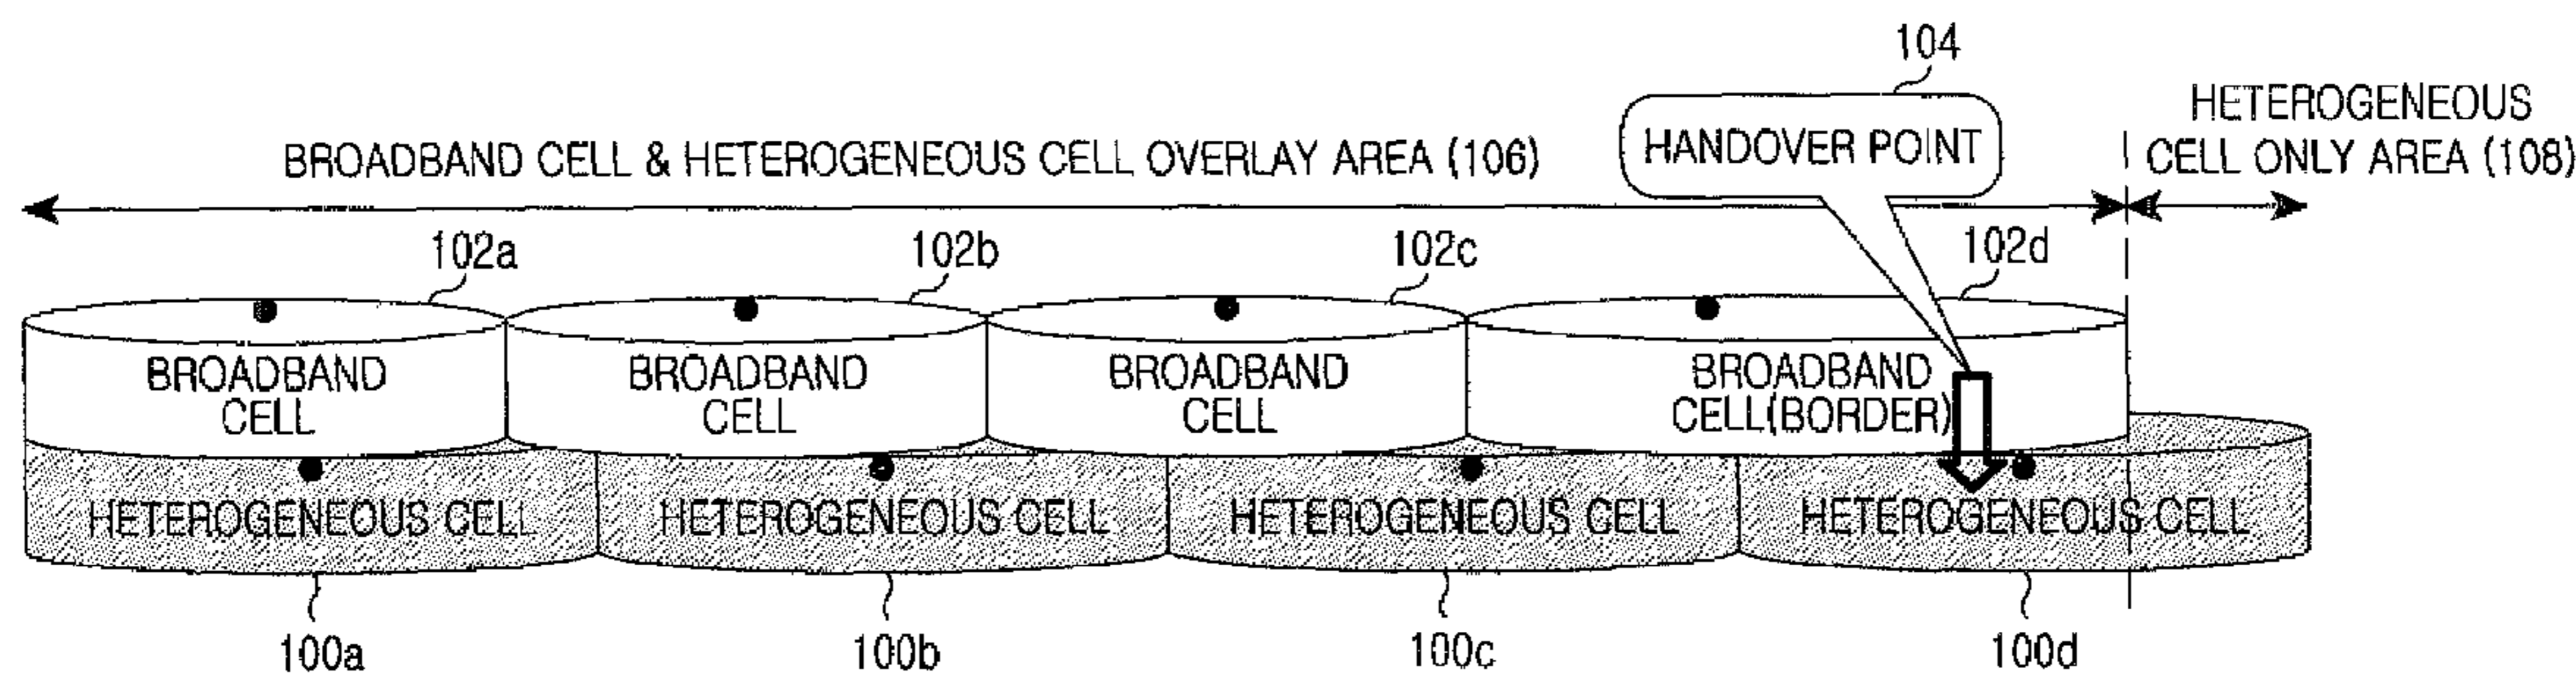 104
HETEROGENEOUS
CELL ONLY AREA (108)
HANDOVER POINT
BROADBAND CELL & HETEROGENEOUS CELL OVERLAY AREA (106)
102a
102b
102c
102d
BROADBAND
CELL
BROADBAND
CELL
BROADBAND
CELL
BROADBAND
CELL(BORDER)
HETEROGENEOUS CELL
HETEROGENEOUS CELL
HETEROGENEOUS CELL
HETEROGENEOUS CELL
100a
100b
100c
100d